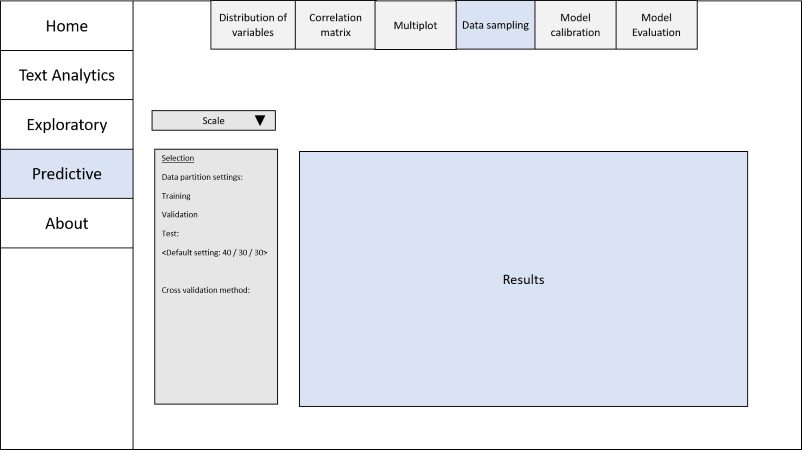 Home
Text Analytics
Exploratory
Predictive
About
Distribution of
variables
Correlation
matrix
Multiplot
Data sampling
Model
calibration
Model
Evaluation
Scale
Selection
Data partition settings:
Training
Validation
Test:
<Default setting: 40 / 30 / 30>
Cross validation method:
Results